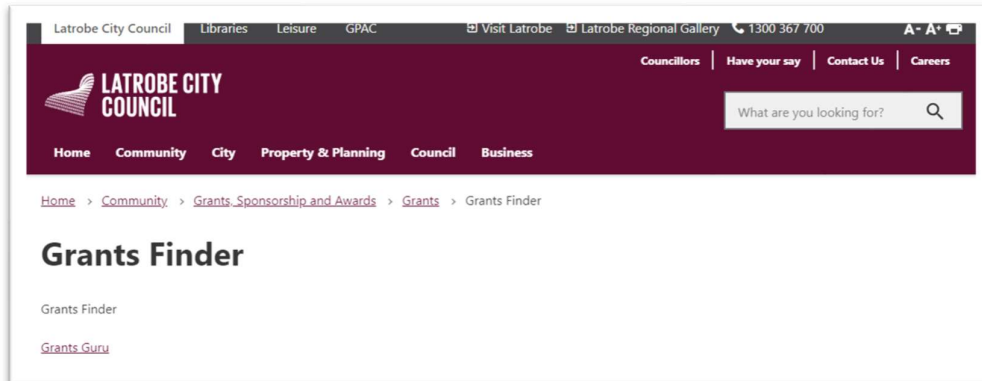 Latrobe City Council Libraries Leisure GPAC Visit Latrobe Latrobe Regional Gallery 1300 367 700 A- A+
Councillors Have your say Contact Us Careers
LATROBE CITY
COUNCIL
What are you looking for?
Home Community City Property & Planning Council Business
Home > Community > Grants, Sponsorship and Awards > Grants > Grants Finder
Grants Finder
Grants Finder
Grants Guru